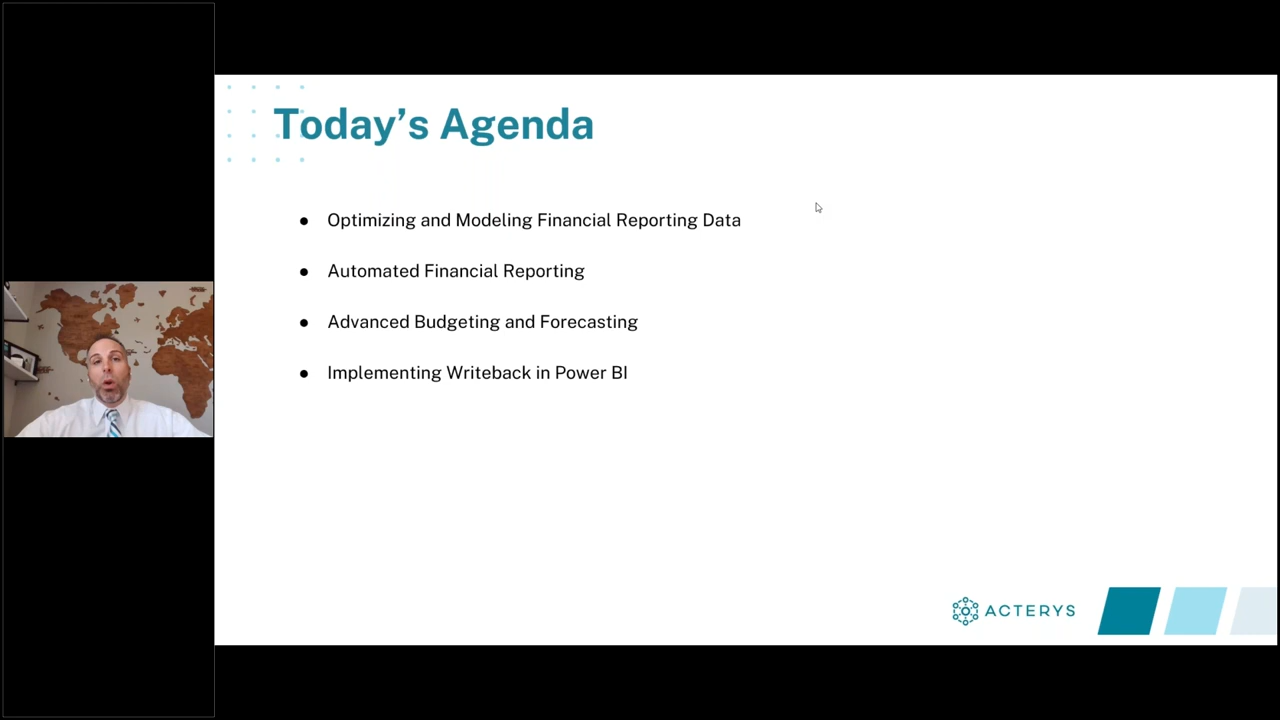 Today's Agenda
● Optimizing and Modeling Financial Reporting Data
● Automated Financial Reporting
● Advanced Budgeting and Forecasting
● Implementing Writeback in Power BI
ACTERYS